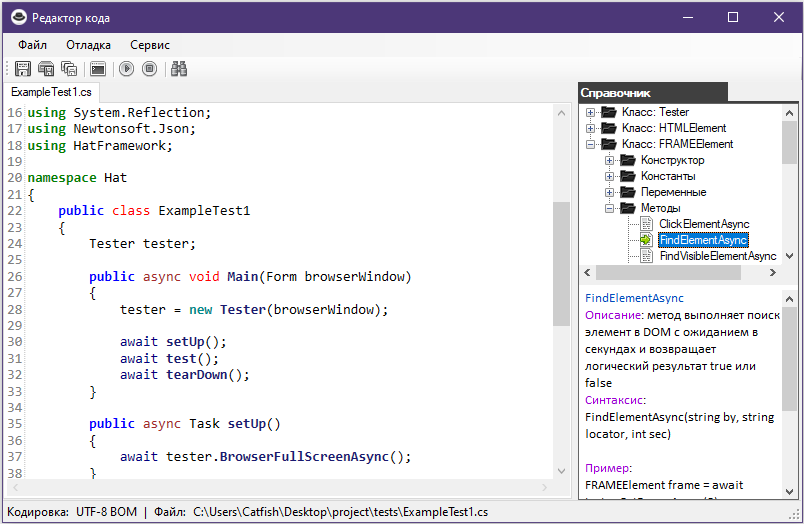 Редактор кода
Файл Отладка Сервис
ExampleTest1.cs
16 using System.Reflection;
17 using Newtonsoft.Json;
18 using HatFramework;
19
20 namespace Hat
21 {
22 public class ExampleTest1
23 {
24 Tester tester;
25
26 public async void Main(Form browserWindow)
27 {
28 tester = new Tester(browserWindow);
29
30 await setUp();
31 await test();
32 await tearDown();
33 }
34
35 public async Task setUp()
36 {
37 await tester.BrowserFullScreenAsync();
38 }
Справочник
Класс: Tester
Класс: HTMLElement
Класс: FRAMEElement
Конструктор
Константы
Переменные
Методы
ClickElementAsync
FindElementAsync
FindVisibleElementAsync
FindElementAsync
Описание: метод выполняет поиск
элемент в DOM с ожиданием в
секундах и возвращает
логический результат true или
false
Синтаксис:
FindElementAsync(string by, string
locator, int sec)
Пример:
FRAMEElement frame = await
Кодировка: UTF-8 BOM | Файл: C:\Users\Catfish\Desktop\project\tests\ExampleTest1.cs